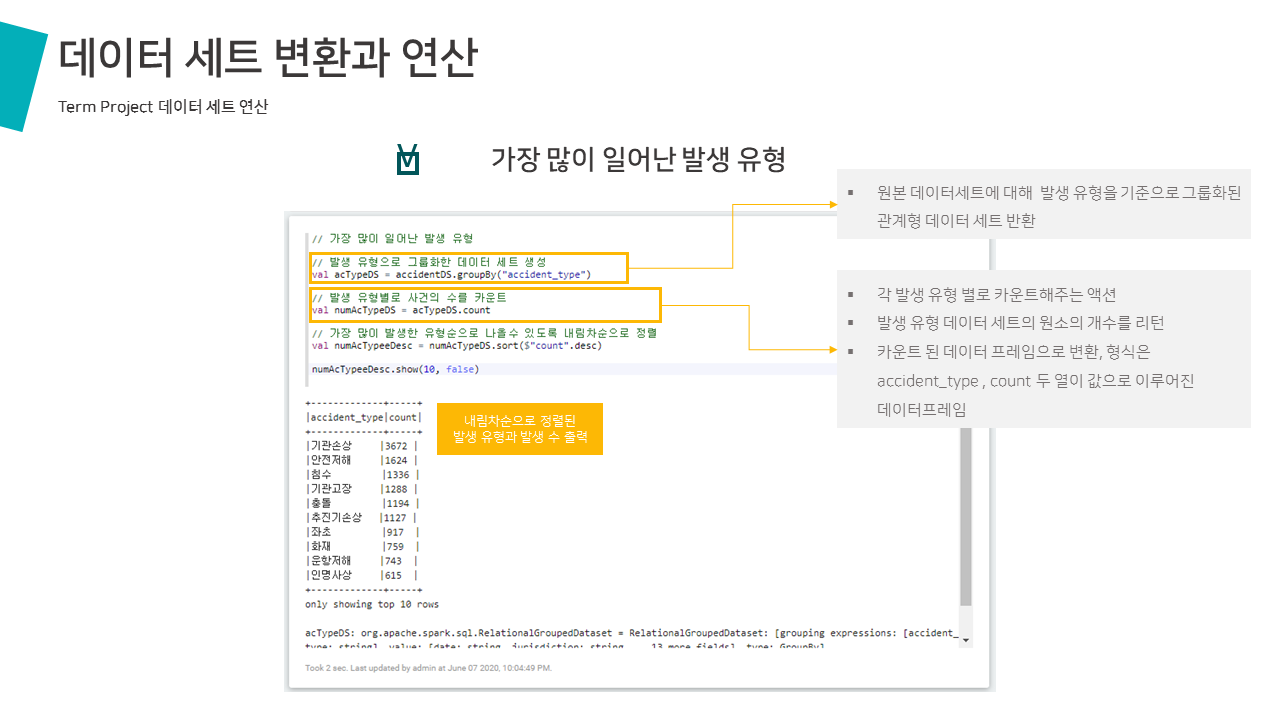 데이터 세트 변환과 연산
Term Project 데이터 세트 연산
가장 많이 일어난 발생 유형
▪ 원본 데이터세트에 대해 발생 유형을 기준으로 그룹화된
관계형 데이터 세트 반환
▪ 각 발생 유형 별로 카운트해주는 액션
▪ 발생 유형 데이터 세트의 원소의 개수를 리턴
▪ 카운트 된 데이터 프레임으로 변환, 형식은
accident_type , count 두 열이 값으로 이루어진
데이터프레임
// 가장 많이 일어난 발생 유형
// 발생 유형으로 그룹화한 데이터 세트 생성
val acTypeDS = accidentDS.groupBy("accident_type")
// 발생 유형별로 사건의 수를 카운트
val numAcTypeDS = acTypeDS.count
// 가장 많이 발생한 유형순으로 나올수 있도록 내림차순으로 정렬
val numAcTypeeDesc = numAcTypeDS.sort($"count".desc)
numAcTypeeDesc.show(10, false)
+-------------+-----+
|accident_type|count|
+-------------+-----+
|기관손상 |3672 |
|안전저해 |1624 |
|침수 |1336 |
|기관고장 |1288 |
|충돌 |1194 |
|추진기손상 |1127 |
|좌초 |917 |
|화재 |759 |
|운항저해 |743 |
|인명사상 |615 |
+-------------+-----+
only showing top 10 rows
내림차순으로 정렬된
발생 유형과 발생 수 출력
acTypeDS: org.apache.spark.sql.RelationalGroupedDataset = RelationalGroupedDataset: [grouping expressions: [accident_
type: string], value: [date: string, jurisdiction: string ... 13 more fields], type: GroupBy]
Took 2 sec. Last updated by admin at June 07 2020, 10:04:49 PM.